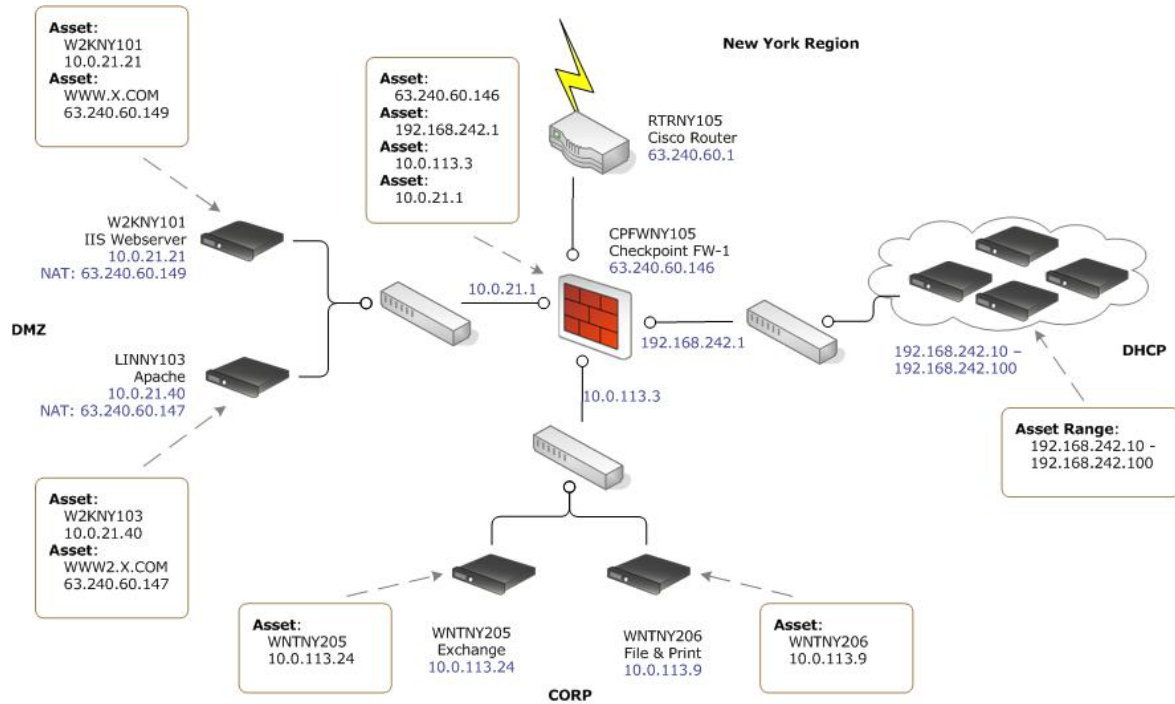 Asset:
W2KNY101
10.0.21.21
Asset:
WWW.X.COM
63.240.60.149
Asset:
63.240.60.146
Asset:
192.168.242.1
Asset:
10.0.113.3
Asset:
10.0.21.1
New York Region
RTRNY105
Cisco Router
63.240.60.1
W2KNY101
IIS Webserver
10.0.21.21
NAT: 63.240.60.149
CPFWNY105
Checkpoint FW-1
63.240.60.146
10.0.21.1
192.168.242.1
10.0.113.3
DMZ
LINNY103
Apache
10.0.21.40
NAT: 63.240.60.147
192.168.242.10 –
192.168.242.100
DHCP
Asset Range:
192.168.242.10 -
192.168.242.100
Asset:
W2KNY103
10.0.21.40
Asset:
WWW2.X.COM
63.240.60.147
Asset:
WNTNY205
10.0.113.24
WNTNY205
Exchange
10.0.113.24
WNTNY206
File & Print
10.0.113.9
Asset:
WNTNY206
10.0.113.9
CORP